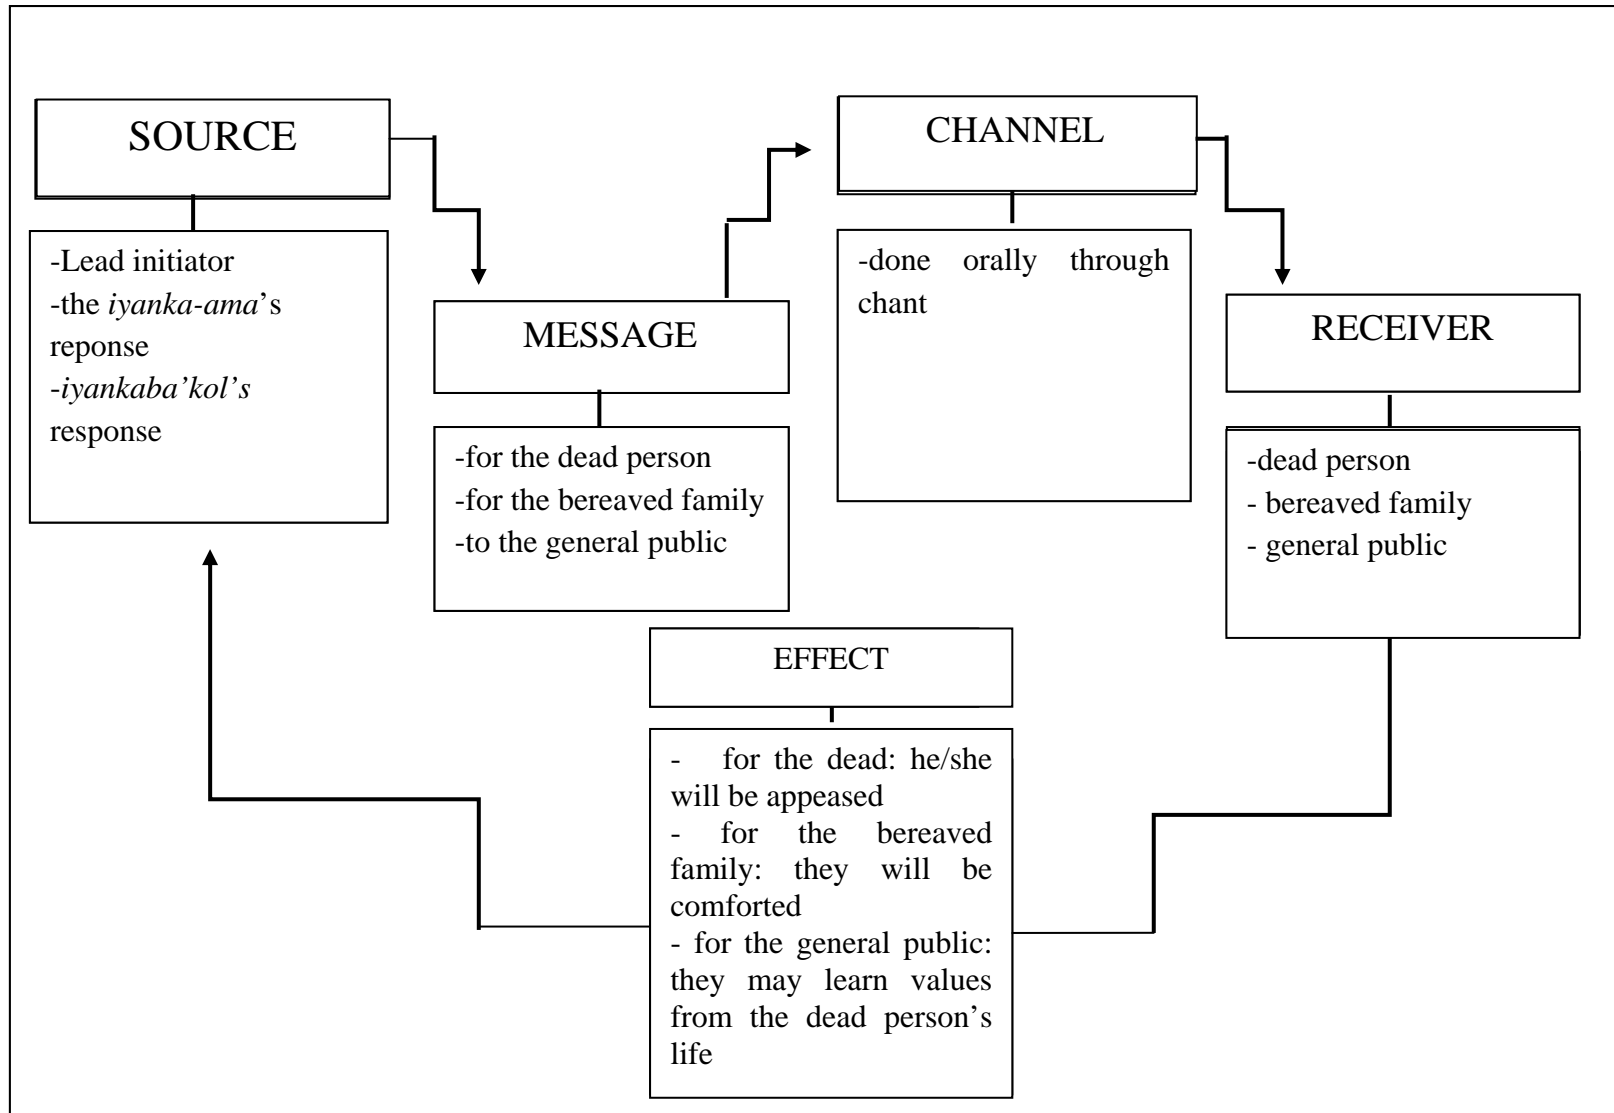 SOURCE
-Lead initiator
-the iyanka-ama’s
reponse
-iyankaba’kol’s
response
MESSAGE
-for the dead person
-for the bereaved family
-to the general public
CHANNEL
-done orally through
chant
RECEIVER
-dead person
- bereaved family
- general public
EFFECT
- for the dead: he/she
will be appeased
- for the bereaved
family: they will be
comforted
- for the general public:
they may learn values
from the dead person’s
life